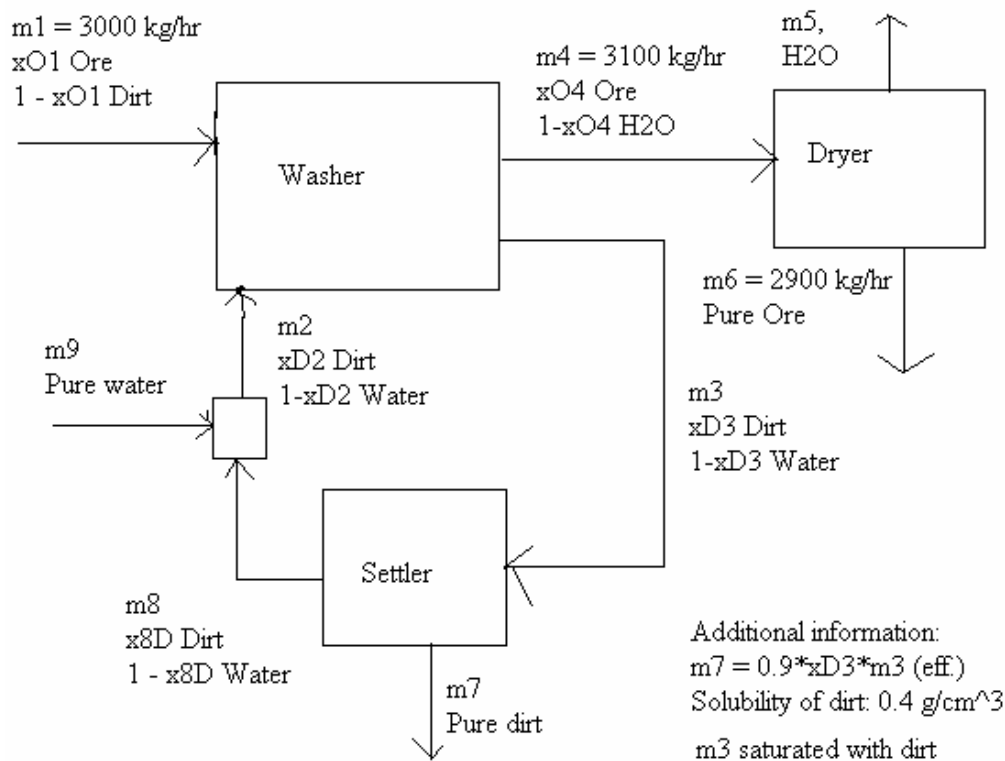 m1 = 3000 kg/hr
xO1 Ore
1 - xO1 Dirt
Washer
m4 = 3100 kg/hr
xO4 Ore
1-xO4 H2O
m5,
H2O
Dryer
m6 = 2900 kg/hr
Pure Ore
m2
xD2 Dirt
1-xD2 Water
m9
Pure water
m3
xD3 Dirt
1-xD3 Water
Settler
m8
x8D Dirt
1 - x8D Water
m7
Pure dirt
Additional information:
m7 = 0.9*xD3*m3 (eff.)
Solubility of dirt: 0.4 g/cm^3
m3 saturated with dirt